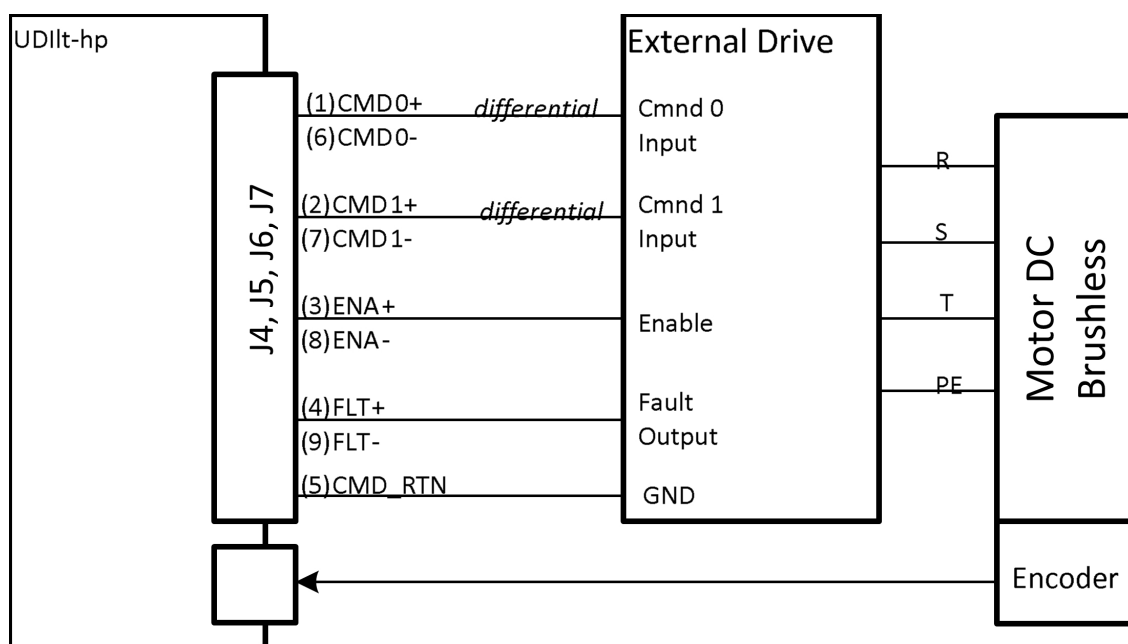 UDIlt-hp
External Drive
(1)CMD0+
differential
Cmnd 0
(6)CMD0-
Input
R
J4, J5, J6, J7
(2)CMD1+
differential
Cmnd 1
(7)CMD1-
Input
S
Motor DC
Brushless
(3)ENA+
Enable
T
(8)ENA-
(4)FLT+
Fault
PE
(9)FLT-
Output
(5)CMD_RTN
GND
Encoder